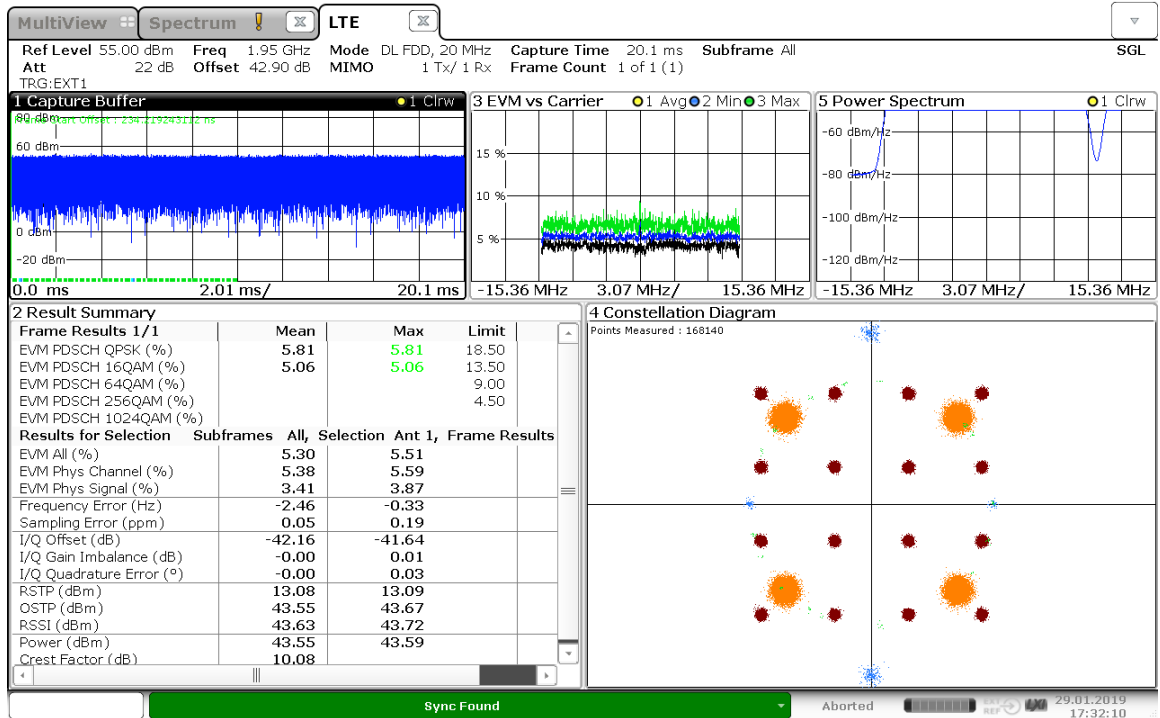 MultiView Spectrum ! LTE
Ref Level 55.00 dBm Freq 1.95 GHz Mode DL FDD, 20 MHz Capture Time 20.1 ms Subframe All SGL
Att 22 dB Offset 42.90 dB MIMO 1 Tx/ 1 Rx Frame Count 1 of 1 (1)
TRG:EXT1
1 Capture Buffer 1 Clrw
80 dBm
Frame Start Offset : 234.219243112 ns
60 dBm
0 dBm
-20 dBm
0.0 ms 2.01 ms/ 20.1 ms
3 EVM vs Carrier 1 Avg 2 Min 3 Max
15 %
10 %
5 %
-15.36 MHz 3.07 MHz/ 15.36 MHz
5 Power Spectrum 1 Clrw
-60 dBm/Hz
-80 dBm/Hz
-100 dBm/Hz
-120 dBm/Hz
-15.36 MHz 3.07 MHz/ 15.36 MHz
2 Result Summary
Frame Results 1/1 Mean Max Limit
EVM PDSCH QPSK (%) 5.81 5.81 18.50
EVM PDSCH 16QAM (%) 5.06 5.06 13.50
EVM PDSCH 64QAM (%) 9.00
EVM PDSCH 256QAM (%) 4.50
EVM PDSCH 1024QAM (%)
Results for Selection Subframes All, Selection Ant 1, Frame Results
EVM All (%) 5.30 5.51
EVM Phys Channel (%) 5.38 5.59
EVM Phys Signal (%) 3.41 3.87
Frequency Error (Hz) -2.46 -0.33
Sampling Error (ppm) 0.05 0.19
I/Q Offset (dB) -42.16 -41.64
I/Q Gain Imbalance (dB) -0.00 0.01
I/Q Quadrature Error (º) -0.00 0.03
RSTP (dBm) 13.08 13.09
OSTP (dBm) 43.55 43.67
RSSI (dBm) 43.63 43.72
Power (dBm) 43.55 43.59
Crest Factor (dB) 10.08
4 Constellation Diagram
Points Measured : 168140
Sync Found
Aborted
EXT
REF
LXI
29.01.2019
17:32:10